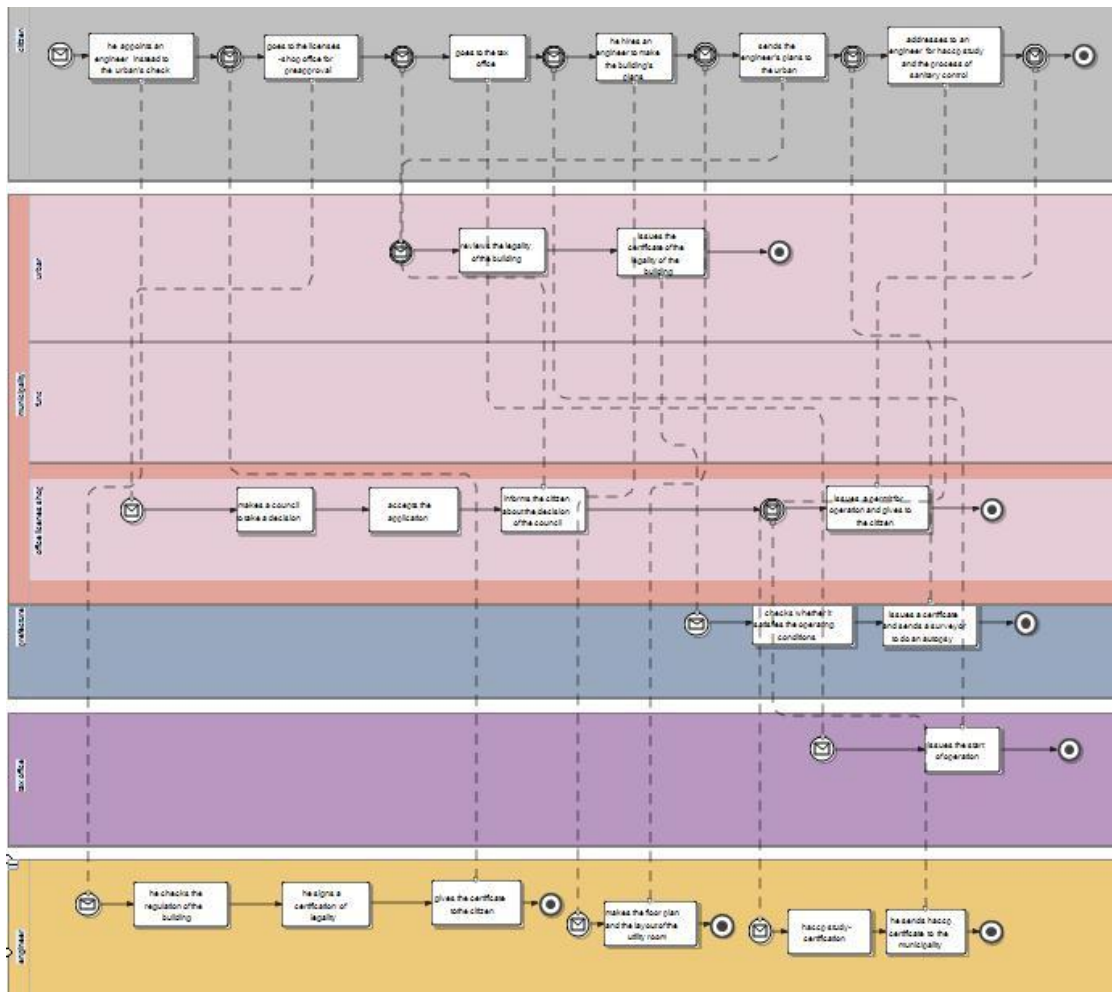 citizen
he appoints an
engineer instead to
the urban's check
goes to the licenses
-shop office for
preapproval
goes to the tax
office
he hires an
engineer to make
the building's
plans
sends the
engineer's plans to
the urban
addresses to an
engineer for haccp study
and the process of
sanitary control
municipality
urban
reviews the legality
of the building
issues the
certificate of the
legality of the
building
func
office licenses shop
makes a council
to take a decision
accepts the
application
informs the citizen
about the decision
of the council
issues a permit for
operation and gives to
the citizen
prefecture
checks whether it
satisfies the operating
conditions
issues a certificate
and sends a surveyor
to do an autopsy
tax office
issues the start
of operation
engineer
he checks the
regulation of the
building
he signs a
certification of
legality
gives the certificate
to the citizen
makes the floor plan
and the layout of the
utility room
haccp study-
certification
he sends haccp
certificate to the
municipality